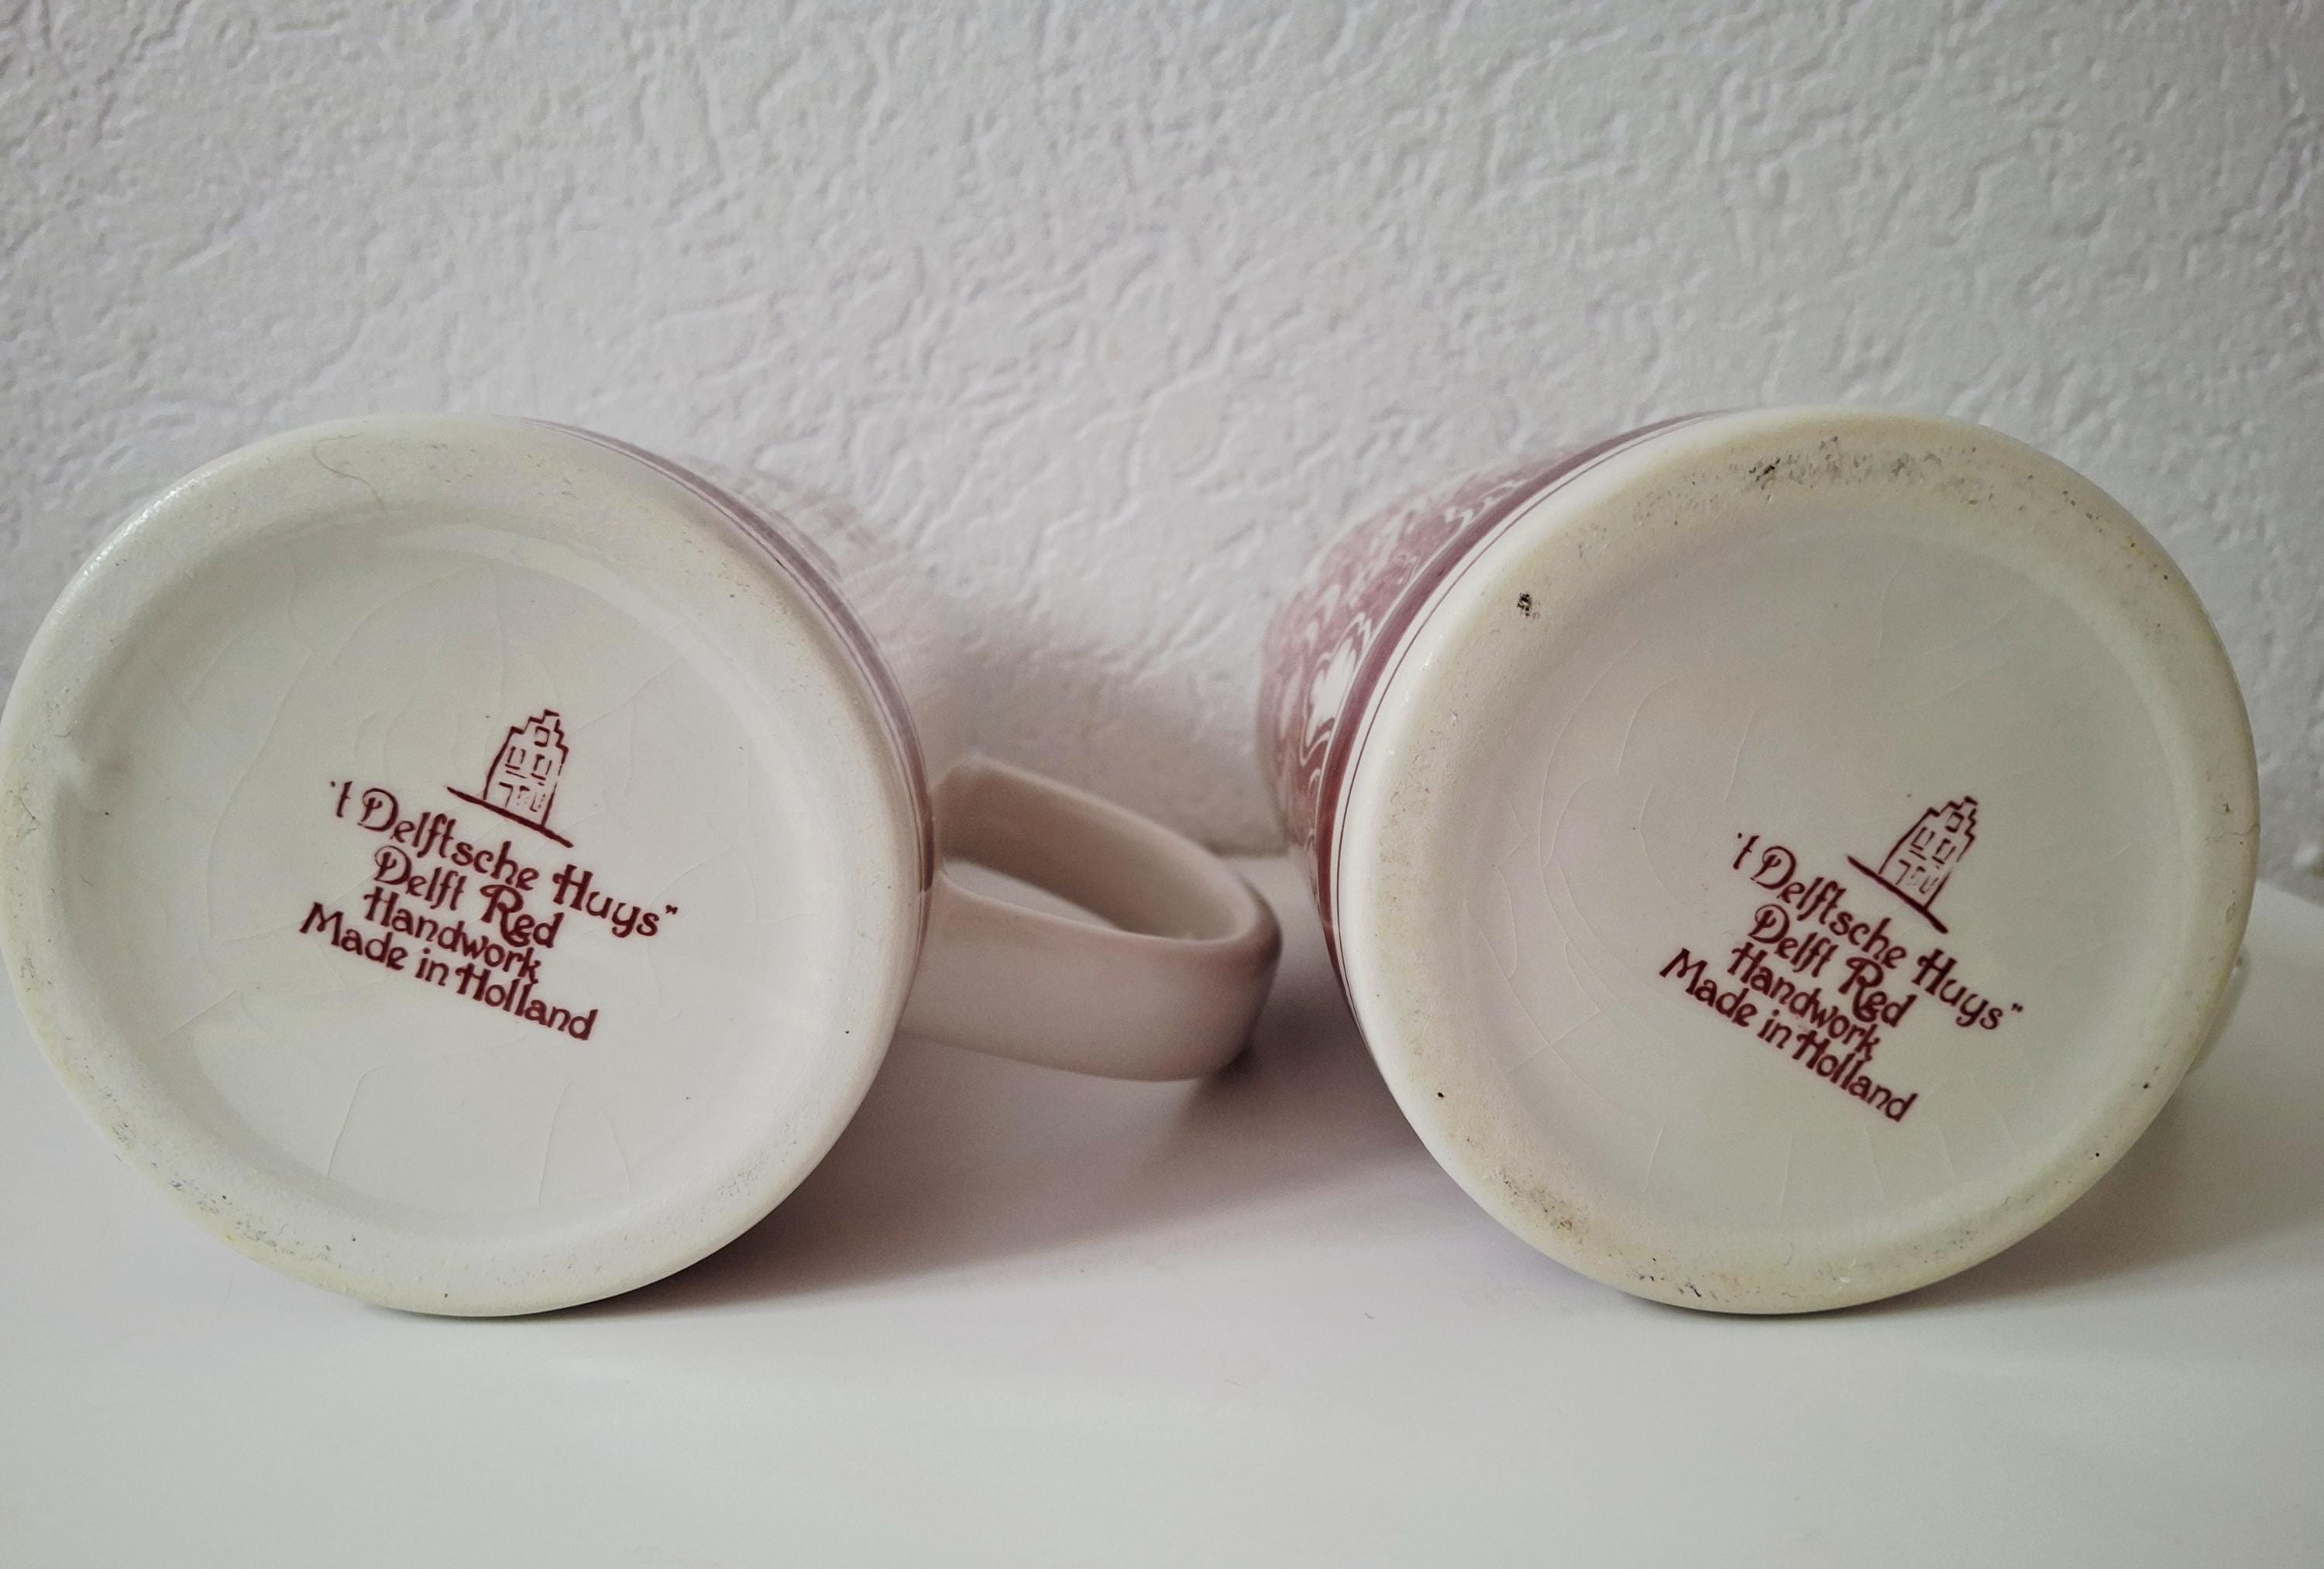 't Delftsche Huys"
Delft Red
Handwork
Made in Holland
't Delftsche Huys"
Delft Red
Handwork
Made in Holland